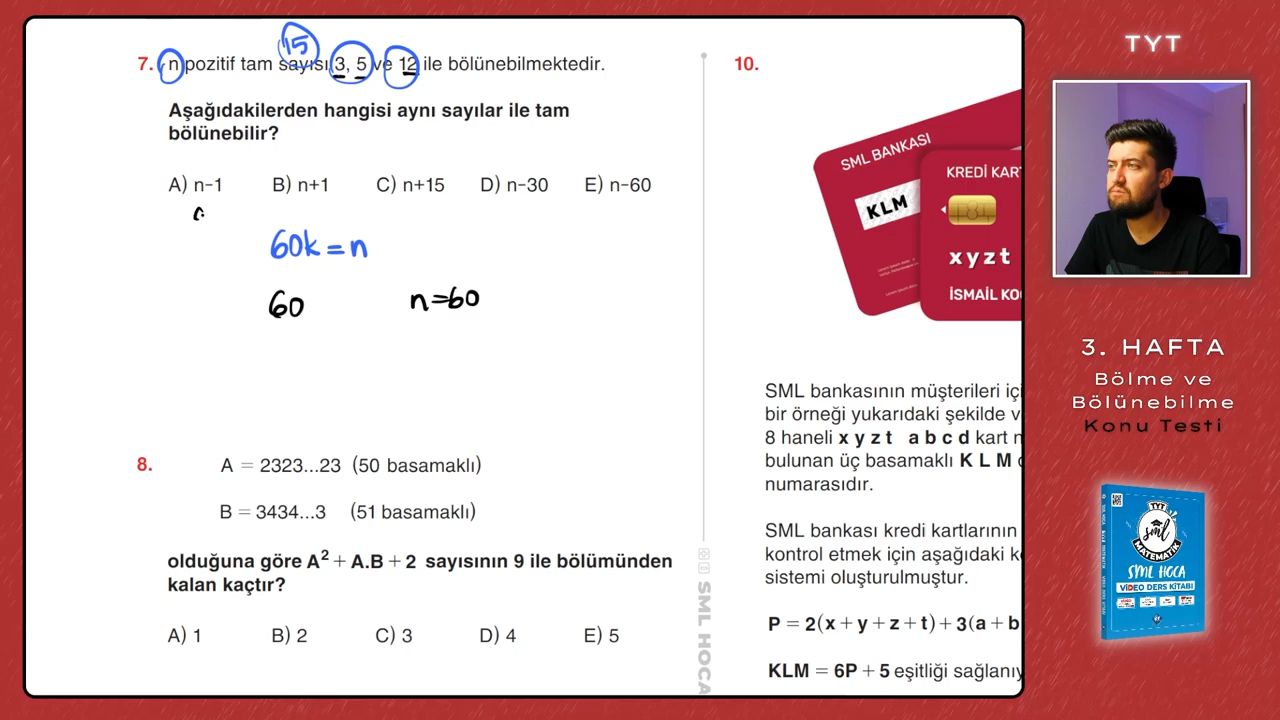 15
7. n pozitif tam sayısı 3, 5 ve 12 ile bölünebilmektedir.
Aşağıdakilerden hangisi aynı sayılar ile tam
bölünebilir?
A) n−1 B) n+1 C) n+15 D) n−30 E) n−60
60k = n
60 n=60
8. A = 2323...23 (50 basamaklı)
B = 3434...3 (51 basamaklı)
olduğuna göre A² + A.B + 2 sayısının 9 ile bölümünden
kalan kaçtır?
A) 1 B) 2 C) 3 D) 4 E) 5
SML HOCA
10.
SML BANKASI
KLM
KREDİ KAR
x y z t
İSMAİL KO
SML bankasının müşterileri içi
bir örneği yukarıdaki şekilde v
8 haneli x y z t a b c d kart n
bulunan üç basamaklı K L M
numarasıdır.
SML bankası kredi kartlarının
kontrol etmek için aşağıdaki k
sistemi oluşturulmuştur.
P = 2(x + y + z + t) + 3(a + b
KLM = 6P + 5 eşitliği sağlanıy
TYT
3. HAFTA
Bölme ve
Bölünebilme
Konu Testi
TYT
sml
MATEMATİK
SML HOCA
VİDEO DERS KİTABI